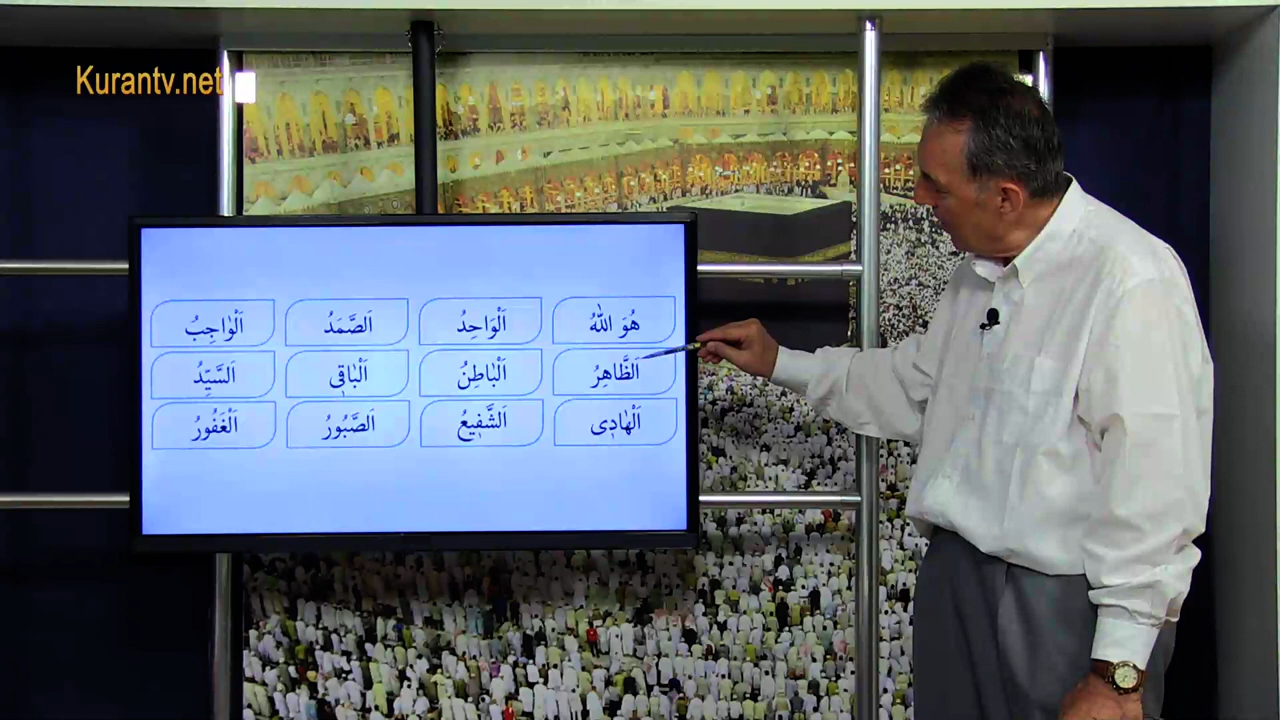 Kurantv.net
هُوَ اللّٰهُ اَلْوَاحِدُ اَلصَّمَدُ اَلْوَاجِبُ
اَلظَّاهِرُ اَلْبَاطِنُ اَلْبَاقٖى اَلسَّيِّدُ
اَلْهَادٖى اَلشَّفٖيعُ اَلصَّبُورُ اَلْغَفُورُ